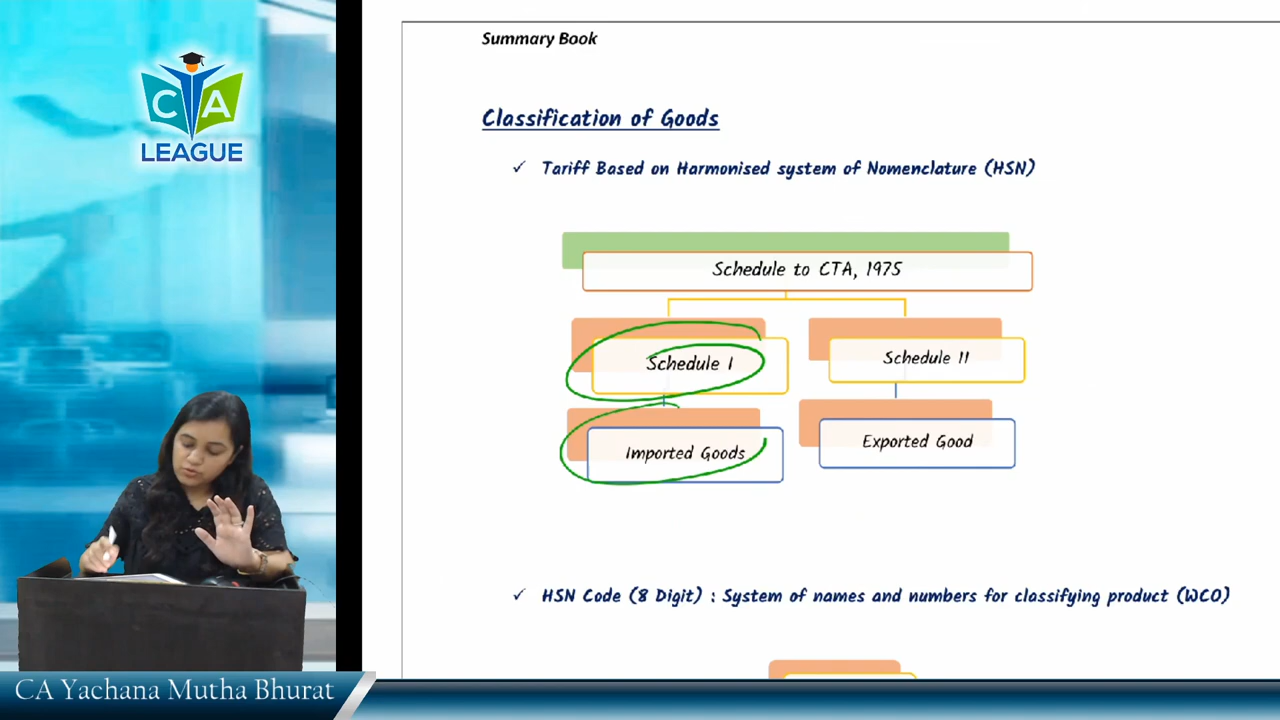 CA
LEAGUE
Summary Book
Classification of Goods
✓ Tariff Based on Harmonised system of Nomenclature (HSN)
Schedule to CTA, 1975
Schedule I
Schedule II
Imported Goods
Exported Good
✓ HSN Code (8 Digit) : System of names and numbers for classifying product (WCO)
CA Yachana Mutha Bhurat